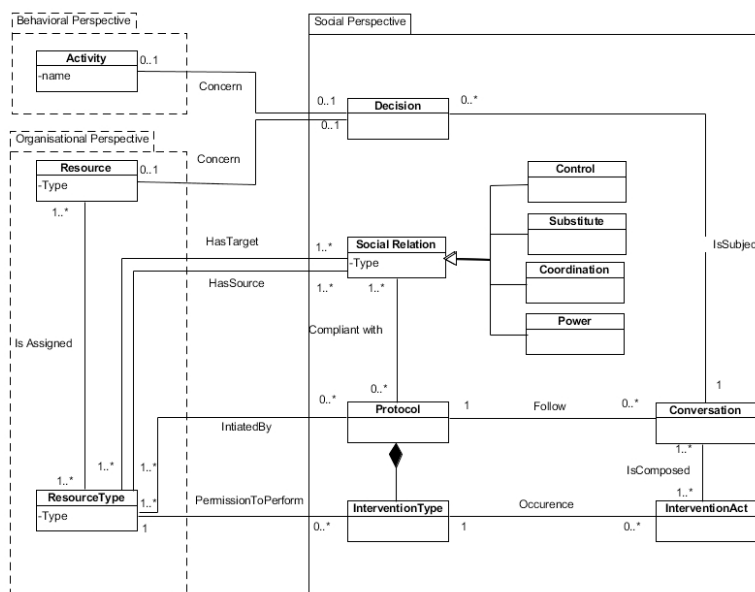 Behavioral Perspective
Social Perspective
Activity
-name
0..1
Concern
0..1
Decision
0..*
0..1
Organisational Perspective
Resource
-Type
0..1
Concern
1..*
Control
Substitute
Coordination
Power
HasTarget
1..*
Social Relation
-Type
HasSource
1..*
1..*
IsSubjec
Is Assigned
Compliant with
0..*
0..*
Protocol
1
Follow
0..*
1
Conversation
IntiatedBy
1..*
1..*
1..*
1..*
IsComposed
ResourceType
-Type
1..*
1
PermissionToPerform
0..*
InterventionType
1
Occurence
0..*
1..*
InterventionAct